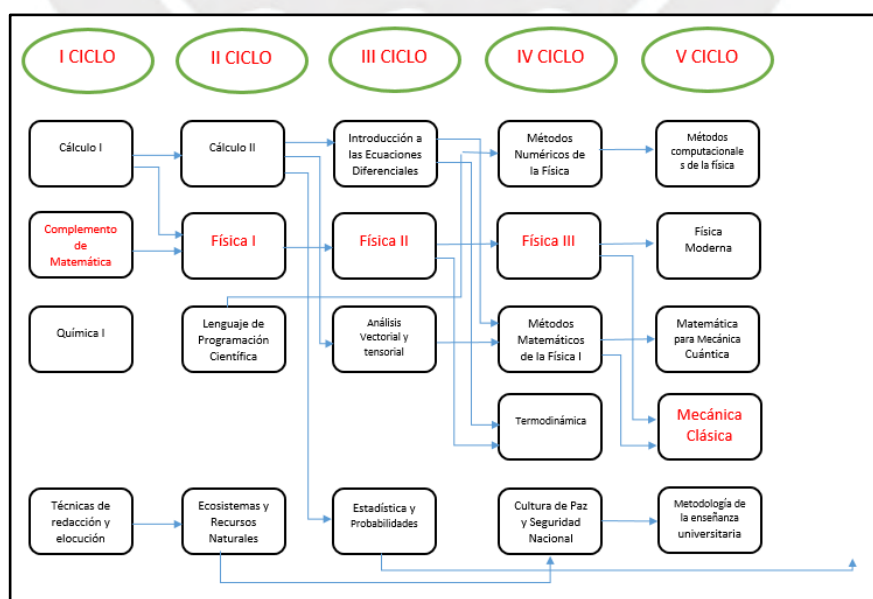 I CICLO
II CICLO
III CICLO
IV CICLO
V CICLO
Cálculo I
Cálculo II
Introducción a
las Ecuaciones
Diferenciales
Métodos
Numéricos de
la Física
Métodos
computacionale
s de la física
Complemento
de
Matemática
Física I
Física II
Física III
Física
Moderna
Química I
Lenguaje de
Programación
Científica
Análisis
Vectorial y
tensorial
Métodos
Matemáticos
de la Física I
Matemática
para Mecánica
Cuántica
Termodinámica
Mecánica
Clásica
Técnicas de
redacción y
elocución
Ecosistemas y
Recursos
Naturales
Estadística y
Probabilidades
Cultura de Paz
y Seguridad
Nacional
Metodología de
la enseñanza
universitaria